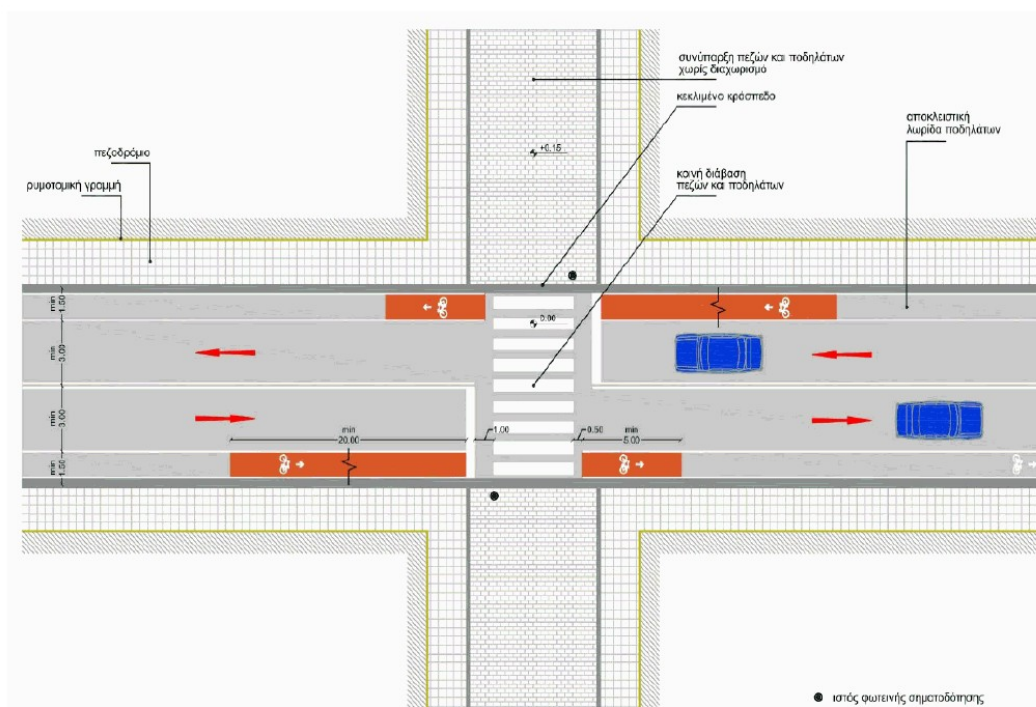 συνύπαρξη πεζών και ποδηλάτων
χωρίς διαχωρισμό
κεκλιμένο κράσπεδο
αποκλειστική
λωρίδα ποδηλάτων
πεζοδρόμιο
+0.15
κοινή διάβαση
πεζών και ποδηλάτων
ρυμοτομική γραμμή
min
1.50
0.00
min
3.00
min
3.00
min
20.00
1.00
0.50
min
5.00
min
1.50
ιστός φωτεινής σηματοδότησης